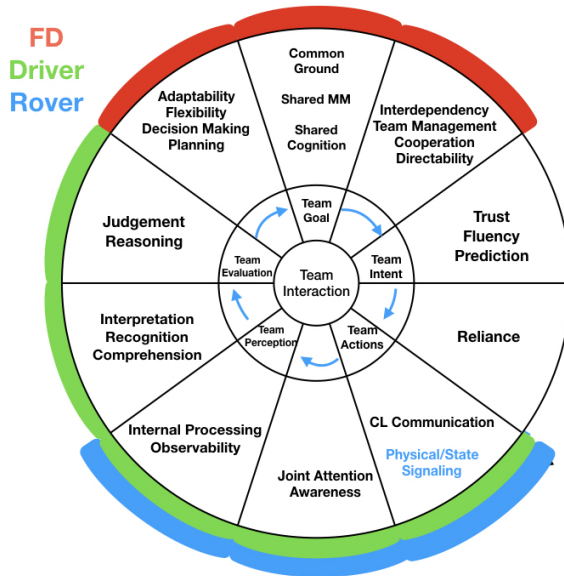 FD
Driver
Rover
Common
Ground
Shared MM
Shared
Cognition
Adaptability
Flexibility
Decision Making
Planning
Interdependency
Team Management
Cooperation
Directability
Judgement
Reasoning
Trust
Fluency
Prediction
Team
Goal
Team
Evaluation
Team
Intent
Team
Interaction
Team
Perception
Team
Actions
Interpretation
Recognition
Comprehension
Reliance
Internal Processing
Observability
Joint Attention
Awareness
CL Communication
Physical/State
Signaling